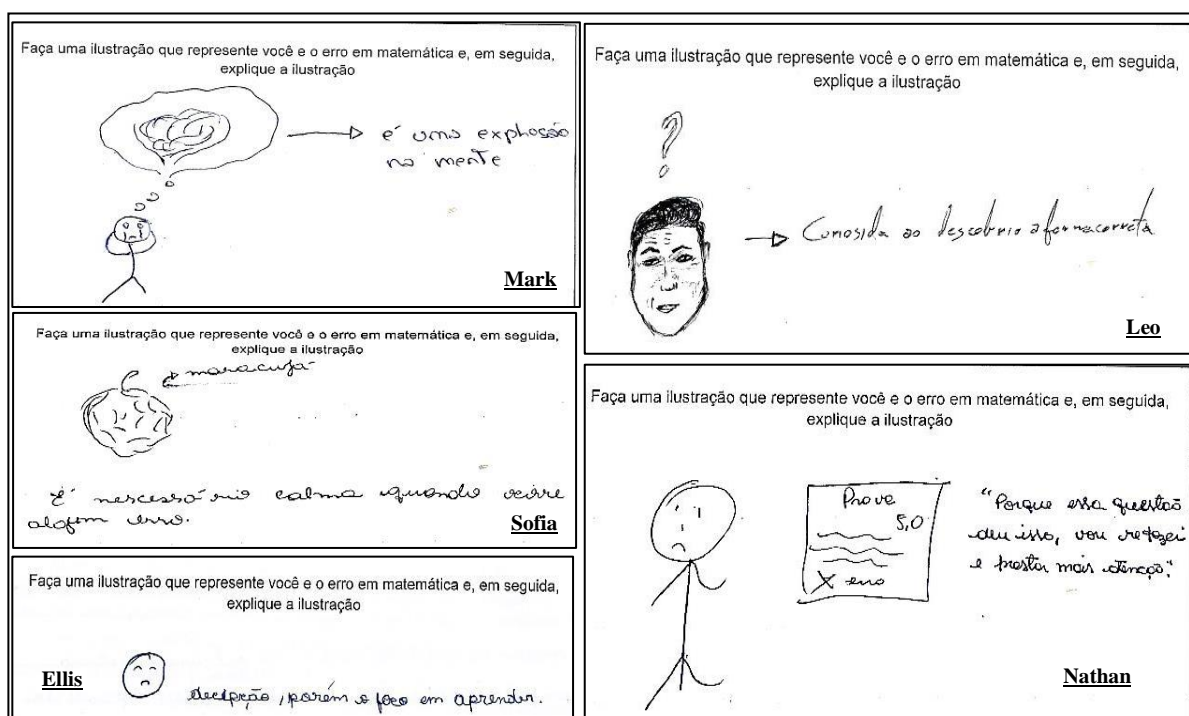 Faça uma ilustração que represente você e o erro em matemática e, em seguida,
explique a ilustração
é uma explosão
na mente
Mark
Faça uma ilustração que represente você e o erro em matemática e, em seguida,
explique a ilustração
maracujá
É nescessário calma quando ocorre
algum erro.
Sofia
Faça uma ilustração que represente você e o erro em matemática e, em seguida,
explique a ilustração
Ellis
decepção, porém o foco em aprender.
Faça uma ilustração que represente você e o erro em matemática e, em seguida,
explique a ilustração
?
ao descobrir a forma correta
Leo
Faça uma ilustração que represente você e o erro em matemática e, em seguida,
explique a ilustração
Prova
5,0
X erro
"Porque essa questão
deu isso, vou refazer
e prestar mais atenção."
Nathan